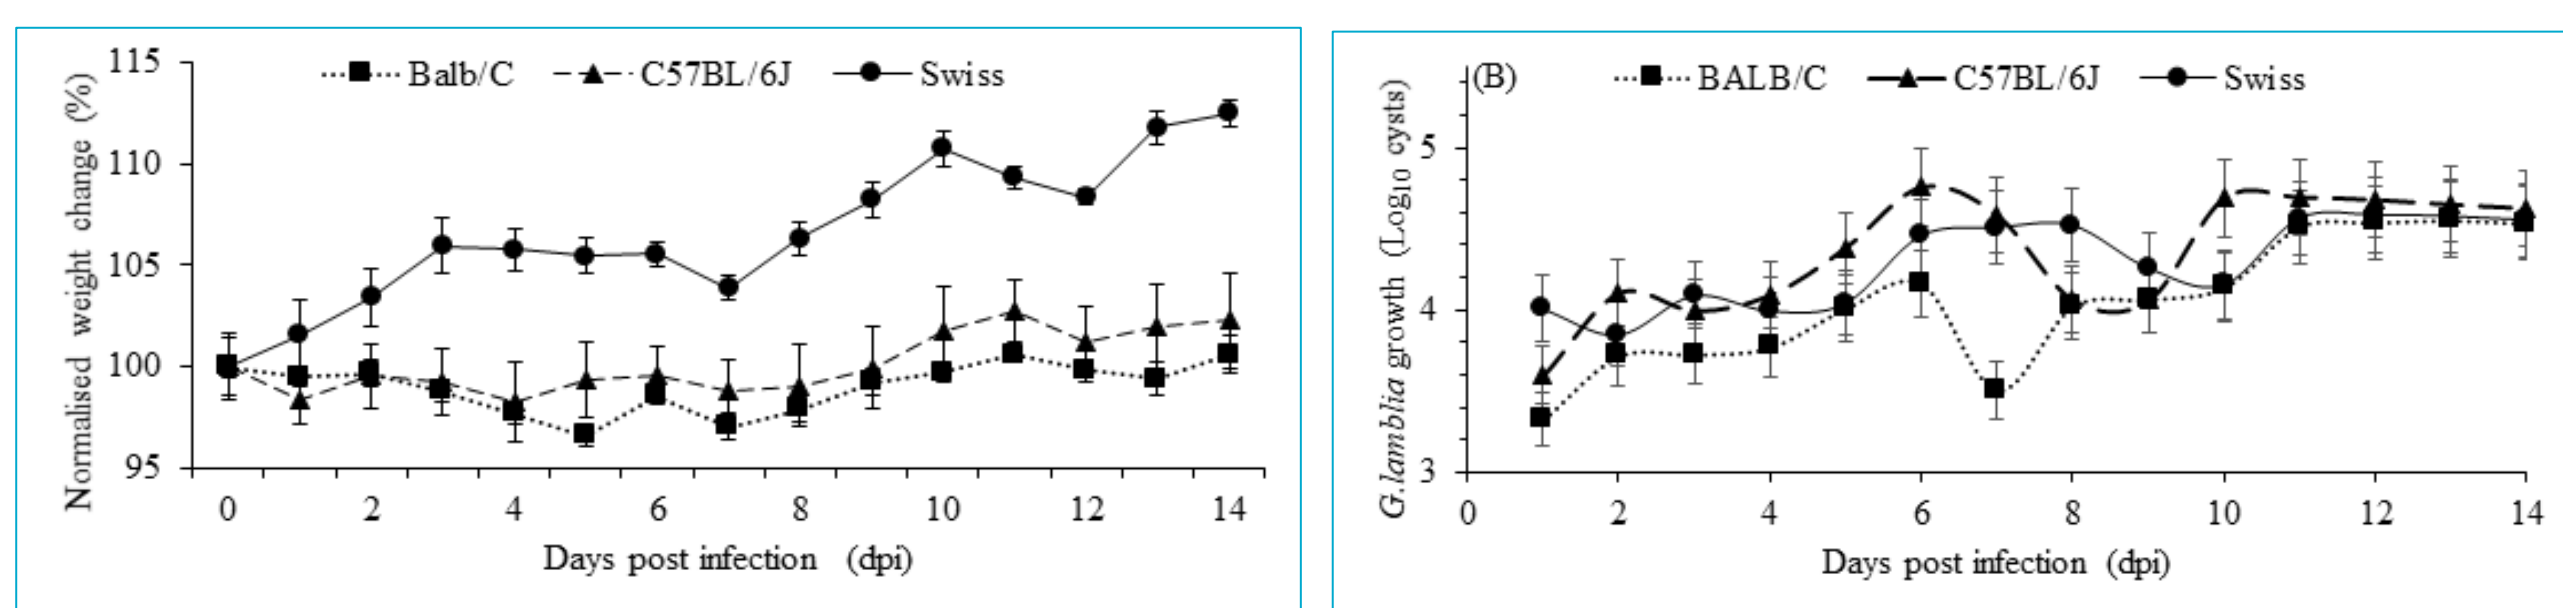 Balb/C C57BL/6J Swiss
Normalised weight change (%)
115
110
105
100
95
0 2 4 6 8 10 12 14
Days post infection (dpi)
(B) BALB/C C57BL/6J Swiss
G.lamblia growth (Log10 cysts)
5
4
3
0 2 4 6 8 10 12 14
Days post infection (dpi)